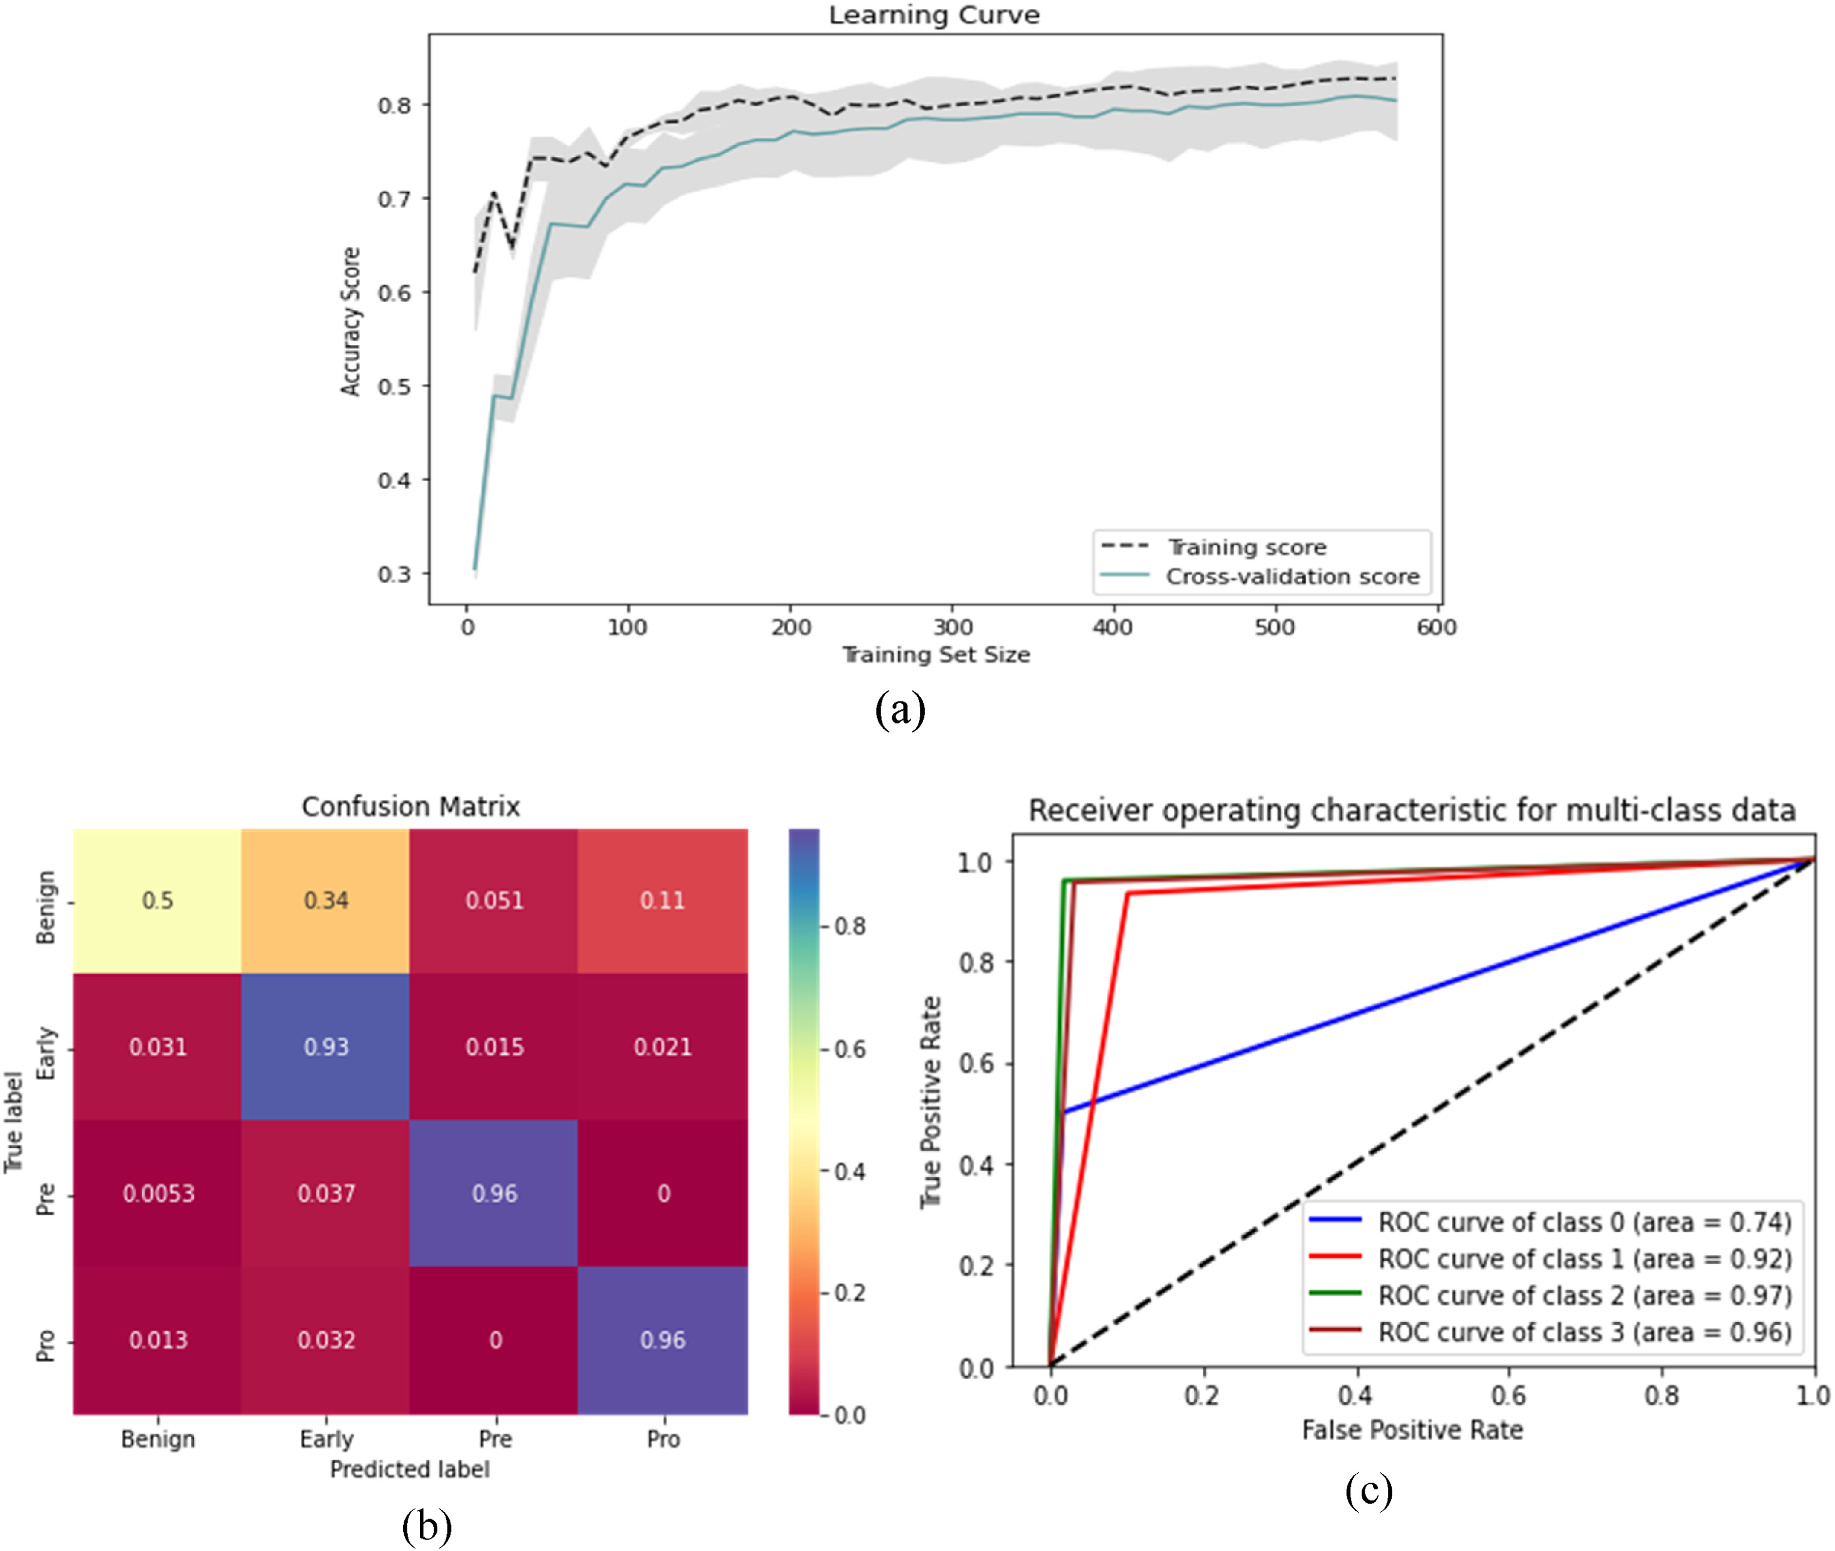 Learning Curve
Accuracy Score
0.8
0.7
0.6
0.5
0.4
0.3
Training score
Cross-validation score
0 100 200 300 400 500 600
Training Set Size
(a)
Confusion Matrix
True label
Benign 0.5 0.34 0.051 0.11
Early 0.031 0.93 0.015 0.021
Pre 0.0053 0.037 0.96 0
Pro 0.013 0.032 0 0.96
Benign Early Pre Pro
Predicted label
0.8
0.6
0.4
0.2
0.0
(b)
Receiver operating characteristic for multi-class data
True Positive Rate
1.0
0.8
0.6
0.4
0.2
0.0
ROC curve of class 0 (area = 0.74)
ROC curve of class 1 (area = 0.92)
ROC curve of class 2 (area = 0.97)
ROC curve of class 3 (area = 0.96)
0.0 0.2 0.4 0.6 0.8 1.0
False Positive Rate
(c)